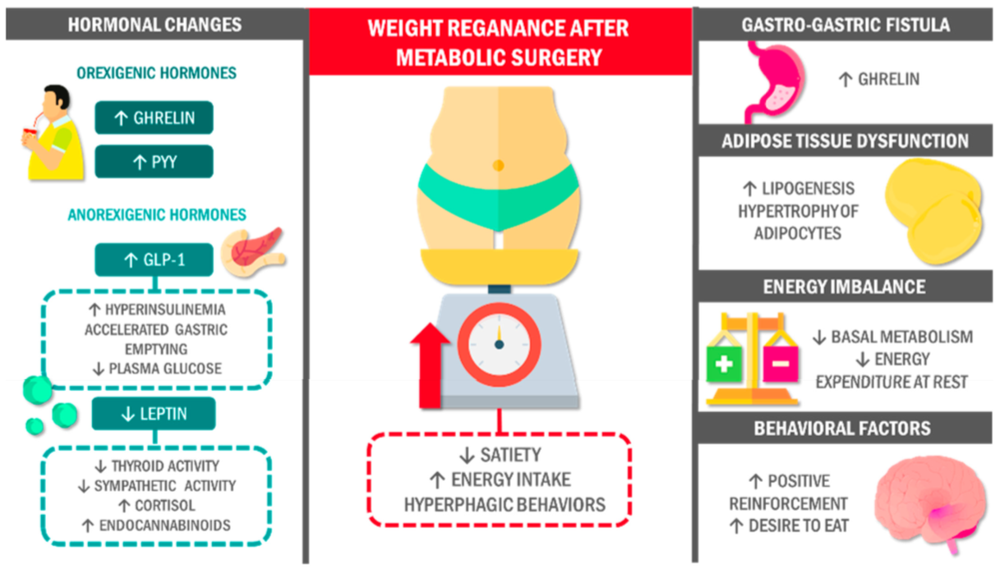 HORMONAL CHANGES
OREXIGENIC HORMONES
↑ GHRELIN
↑ PYY
ANOREXIGENIC HORMONES
↑ GLP-1
↑ HYPERINSULINEMIA
ACCELERATED GASTRIC
EMPTYING
↓ PLASMA GLUCOSE
↓ LEPTIN
↓ THYROID ACTIVITY
↓ SYMPATHETIC ACTIVITY
↑ CORTISOL
↑ ENDOCANNABINOIDS
WEIGHT REGANANCE AFTER
METABOLIC SURGERY
↓ SATIETY
↑ ENERGY INTAKE
HYPERPHAGIC BEHAVIORS
GASTRO-GASTRIC FISTULA
↑ GHRELIN
ADIPOSE TISSUE DYSFUNCTION
↑ LIPOGENESIS
HYPERTROPHY OF
ADIPOCYTES
ENERGY IMBALANCE
+ −
↓ BASAL METABOLISM
↓ ENERGY
EXPENDITURE AT REST
BEHAVIORAL FACTORS
↑ POSITIVE
REINFORCEMENT
↑ DESIRE TO EAT